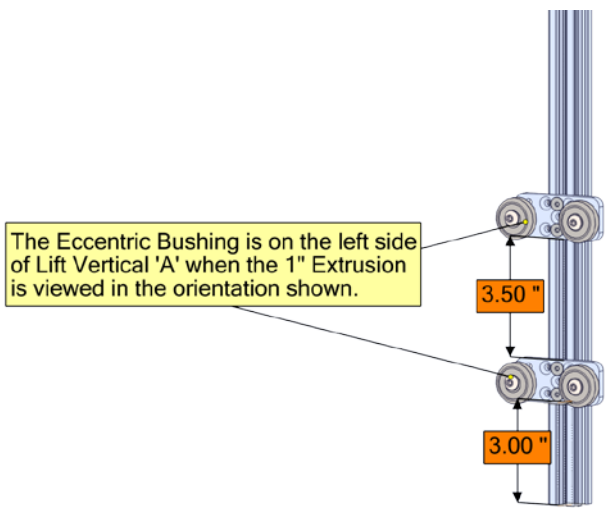 The Eccentric Bushing is on the left side
of Lift Vertical 'A' when the 1" Extrusion
is viewed in the orientation shown.
3.50 "
3.00 "